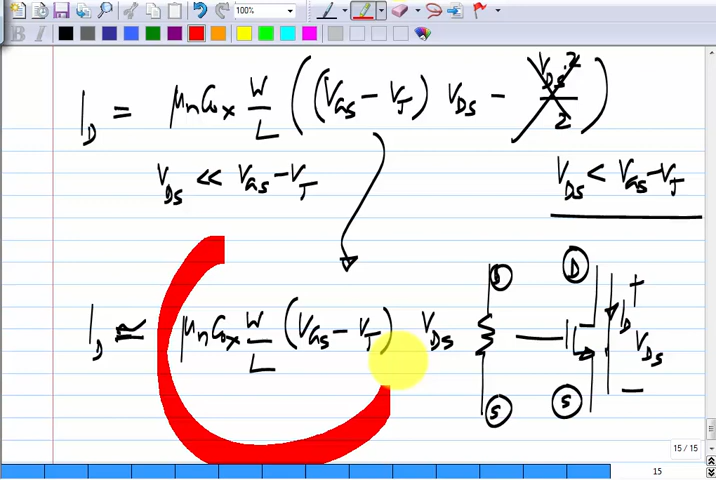 100%
B I
I_D = μnCox W/L ((V_GS − V_T) V_DS − V_DS²/2)
V_DS << V_GS − V_T
V_DS < V_GS − V_T
I_D ≃ μnCox W/L (V_GS − V_T) V_DS
D D
+
I_D
V_DS
−
S S
15 / 15
15